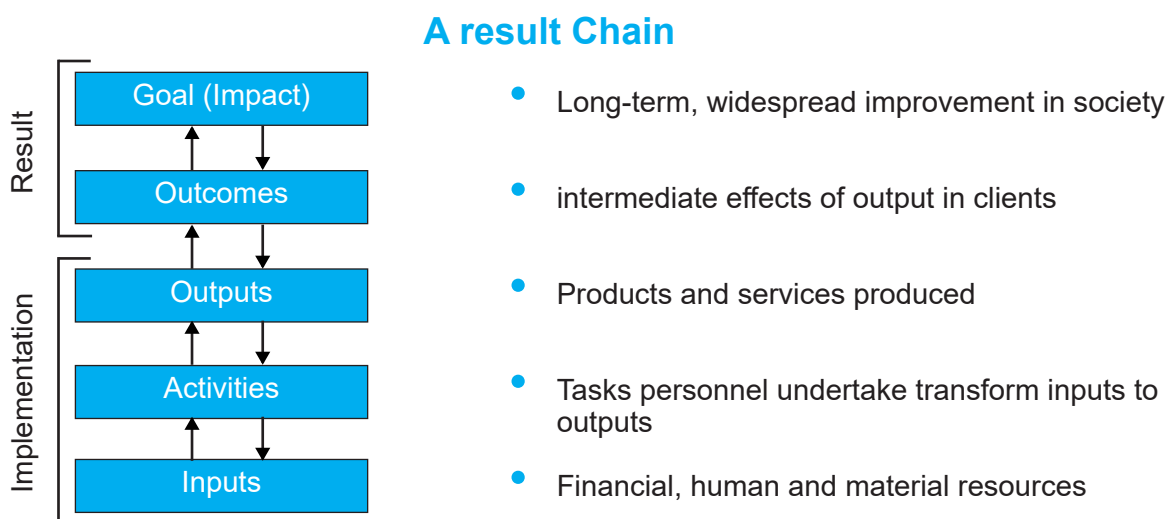 A result Chain
Result
Goal (Impact)
Long-term, widespread improvement in society
Outcomes
intermediate effects of output in clients
Implementation
Outputs
Products and services produced
Activities
Tasks personnel undertake transform inputs to
outputs
Inputs
Financial, human and material resources